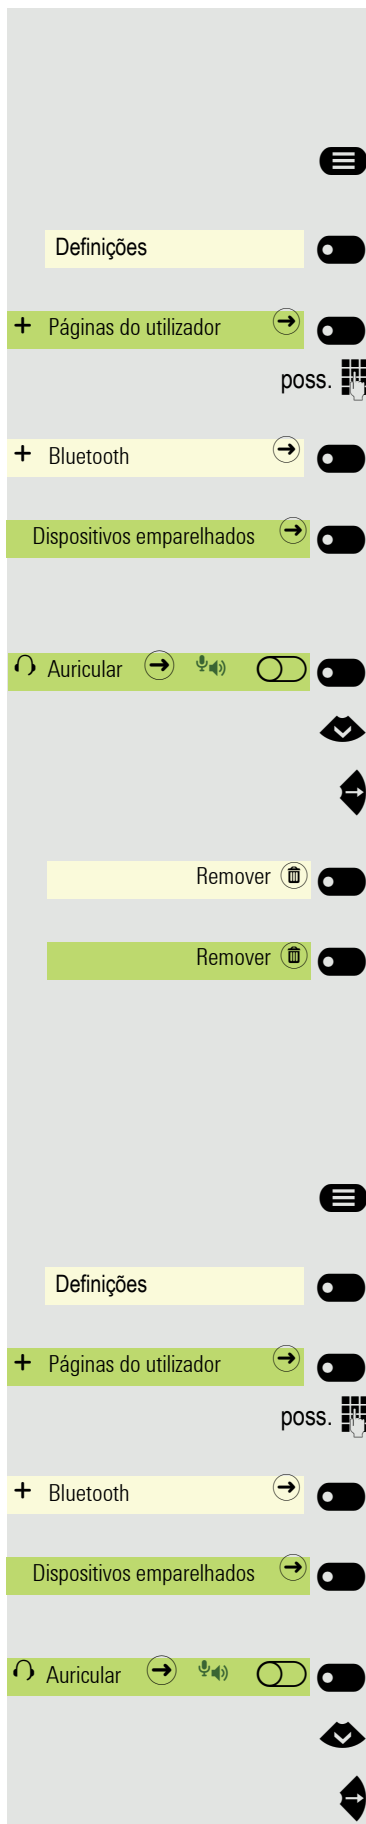 Definições
+ Páginas do utilizador
poss.
+ Bluetooth
Dispositivos emparelhados
Auricular
Remover
Remover
Definições
+ Páginas do utilizador
poss.
+ Bluetooth
Dispositivos emparelhados
Auricular